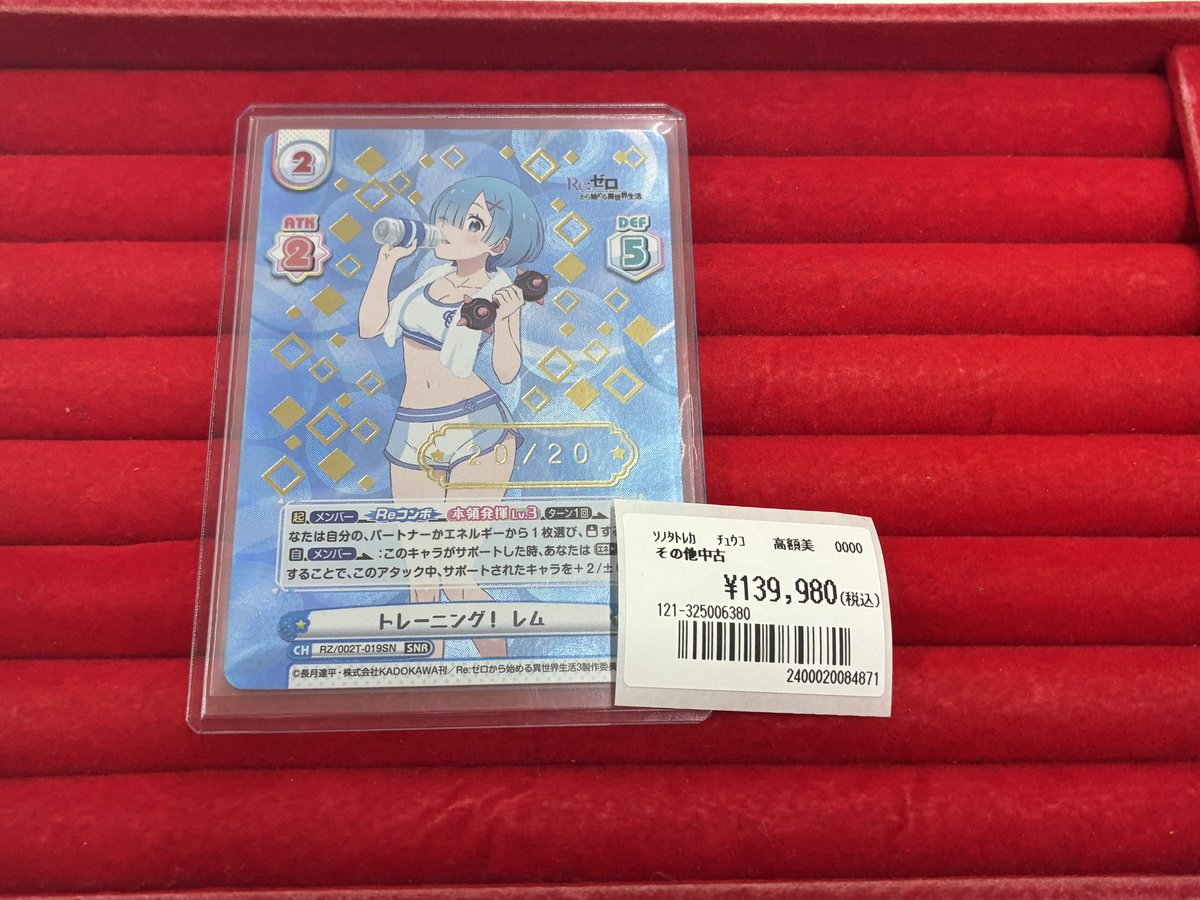 2
Re:ゼロ
から始める異世界生活
ATK
2
DEF
5
20/20
起 メンバー Reコンボ 本領発揮 Lv.3 ターン1回
なたは自分の、パートナーかエネルギーから1枚選び、
自 メンバー :このキャラがサポートした時、あなたは
することで、このアタック中、サポートされたキャラを+2/±
トレーニング! レム
CH RZ/002T-019SN SNR
©長月達平・株式会社KADOKAWA刊/Re:ゼロから始める異世界生活3製作委員
ソノタトレカ チュウコ 高額美 0000
その他中古
¥139,980(税込)
121-325006380
2400020084871